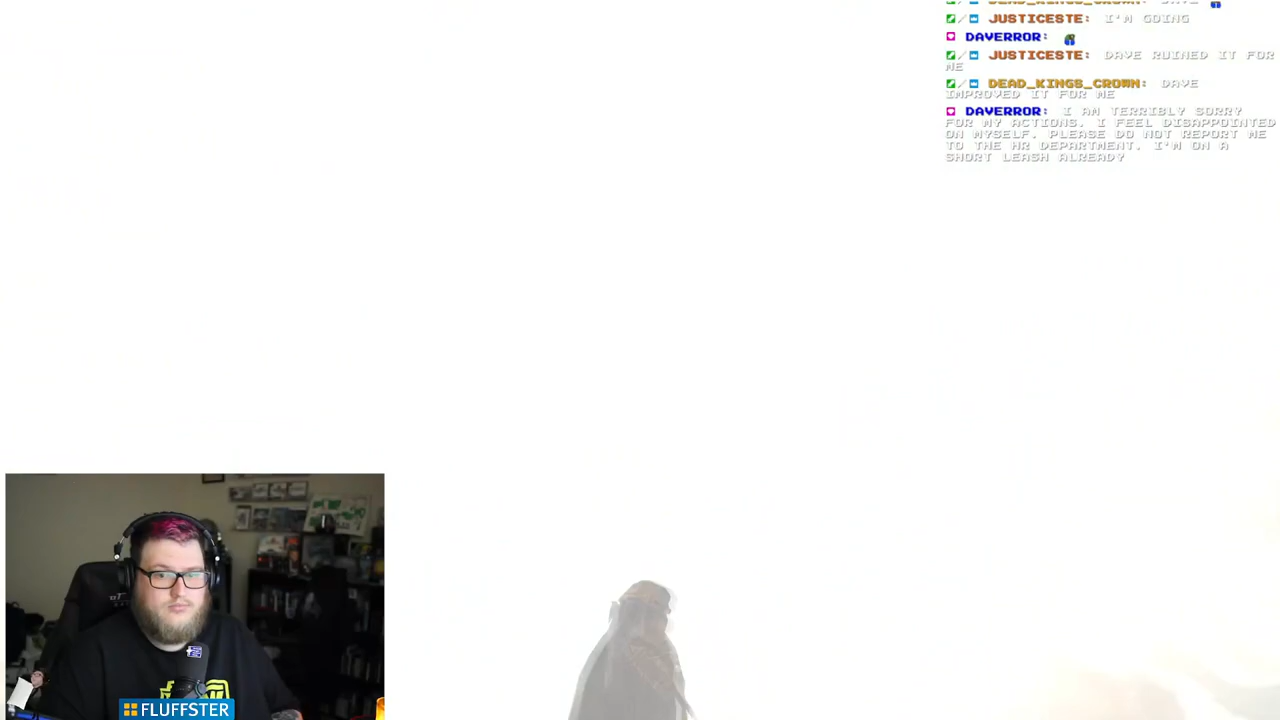 DEAD_KINGS_CROWN: DAVE
JUSTICESTE: I'M GOING
DAVERROR:
JUSTICESTE: DAVE RUINED IT FOR
ME
DEAD_KINGS_CROWN: DAVE
IMPROVED IT FOR ME
DAVERROR: I AM TERRIBLY SORRY
FOR MY ACTIONS. I FEEL DISAPPOINTED
ON MYSELF. PLEASE DO NOT REPORT ME
TO THE HR DEPARTMENT. I'M ON A
SHORT LEASH ALREADY
FLUFFSTER